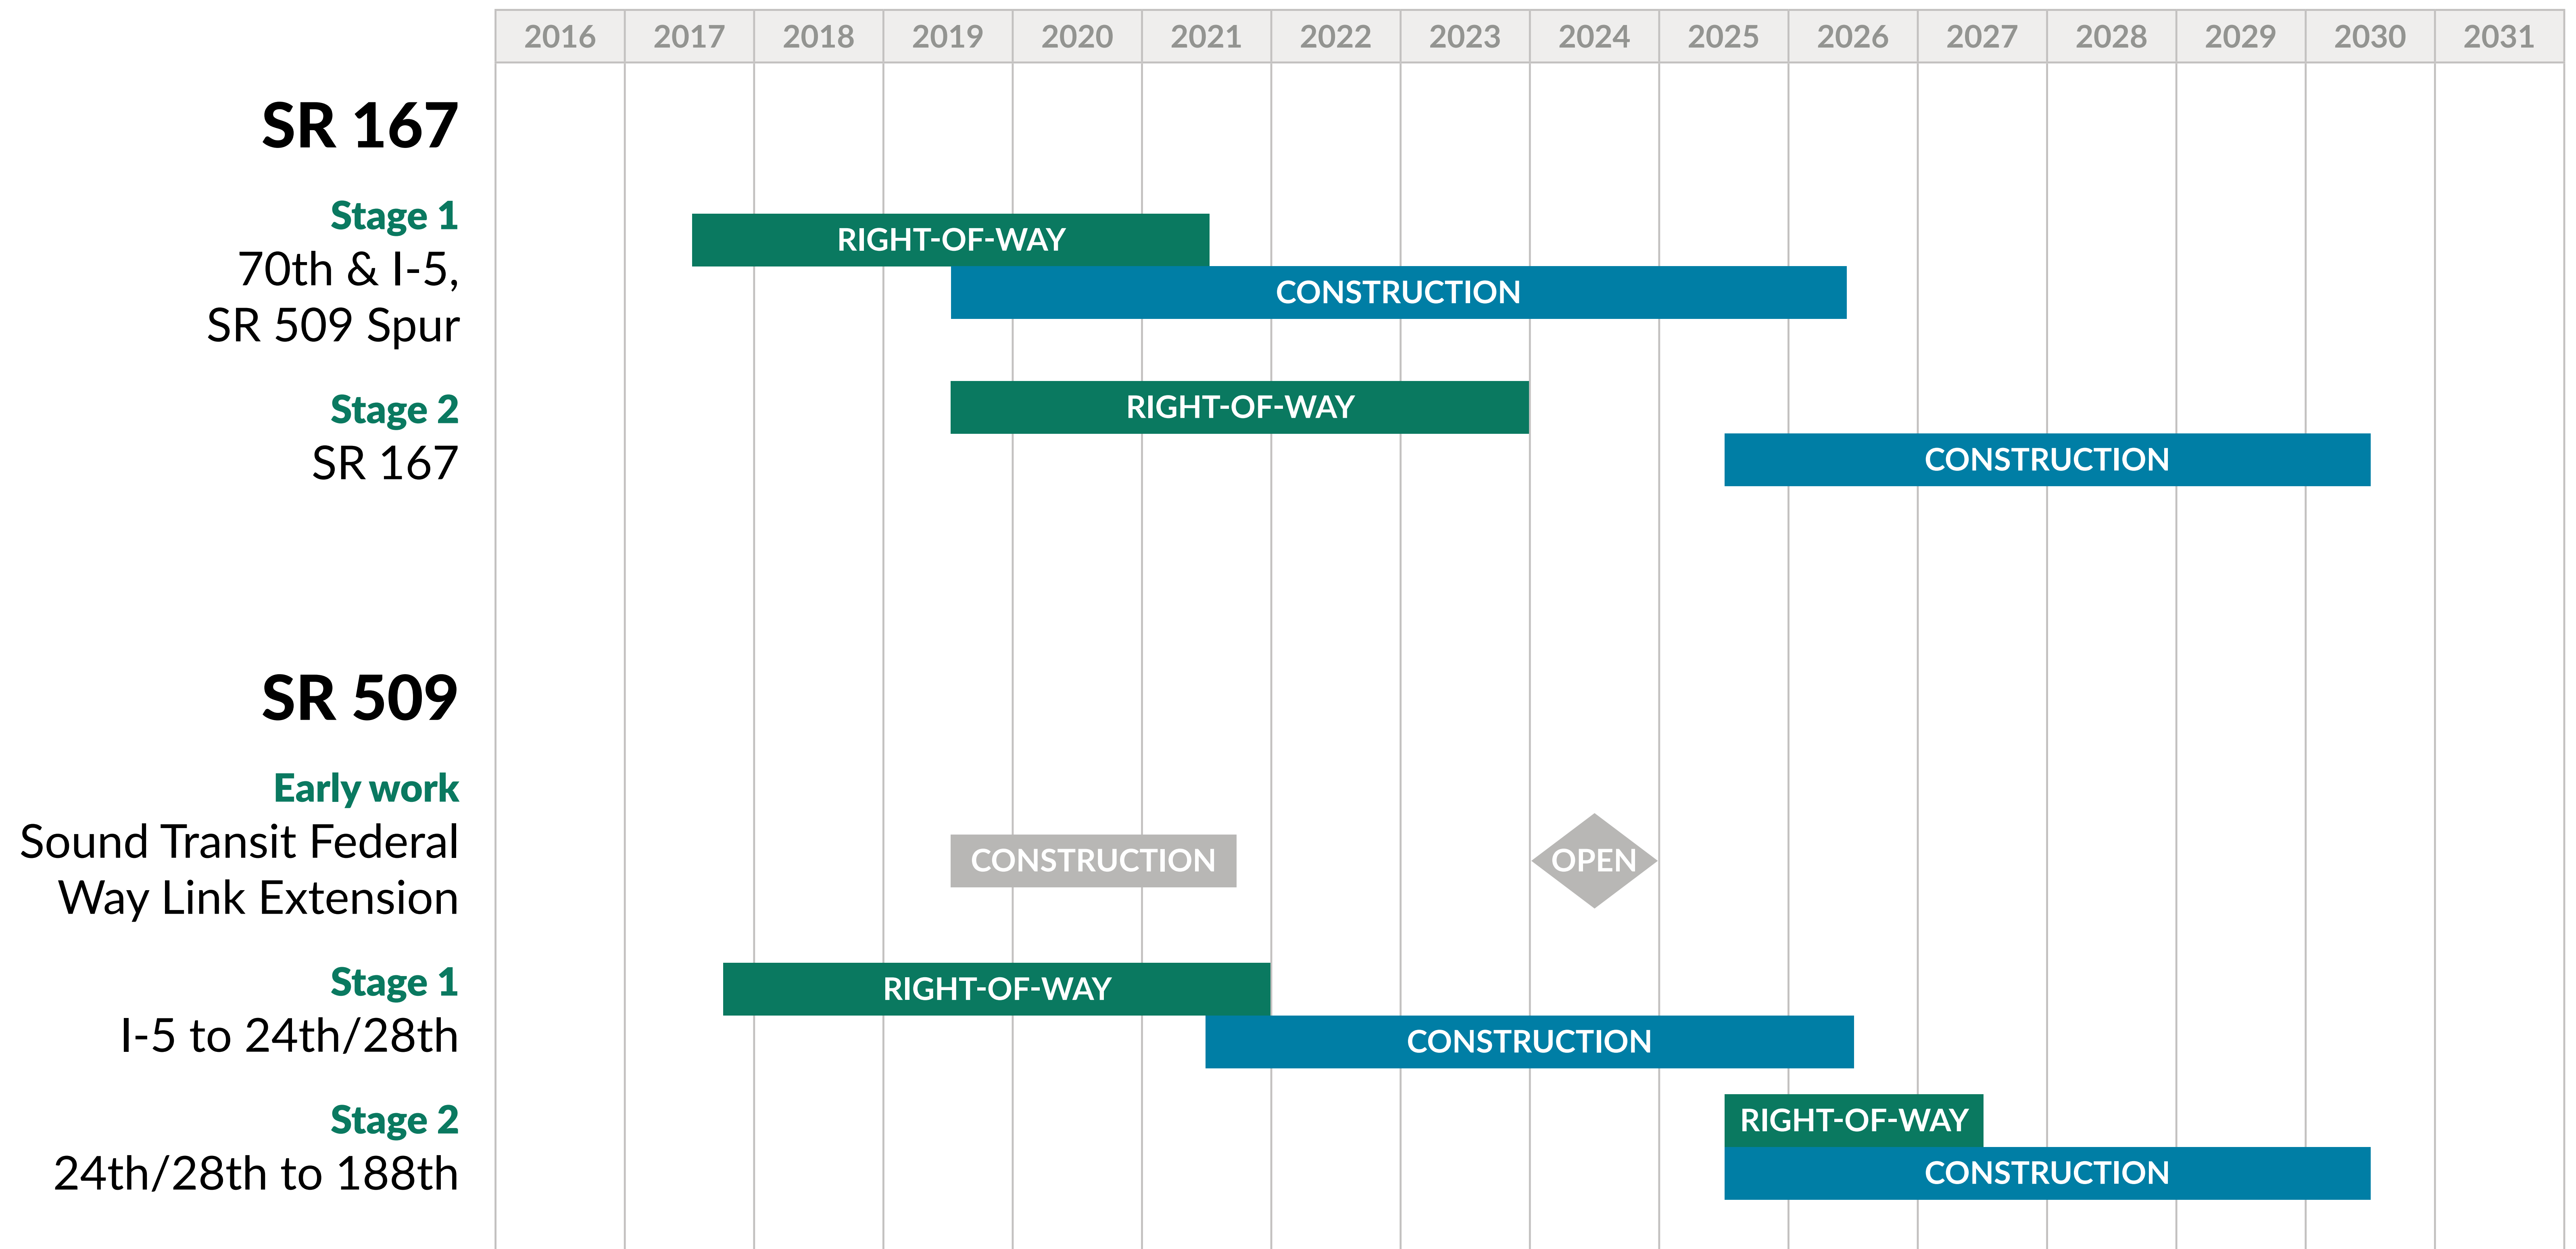 2016 2017 2018 2019 2020 2021 2022 2023 2024 2025 2026 2027 2028 2029 2030 2031
SR 167
Stage 1
70th & I-5,
SR 509 Spur
RIGHT-OF-WAY
CONSTRUCTION
Stage 2
SR 167
RIGHT-OF-WAY
CONSTRUCTION
SR 509
Early work
Sound Transit Federal
Way Link Extension
CONSTRUCTION
OPEN
Stage 1
I-5 to 24th/28th
RIGHT-OF-WAY
CONSTRUCTION
Stage 2
24th/28th to 188th
RIGHT-OF-WAY
CONSTRUCTION